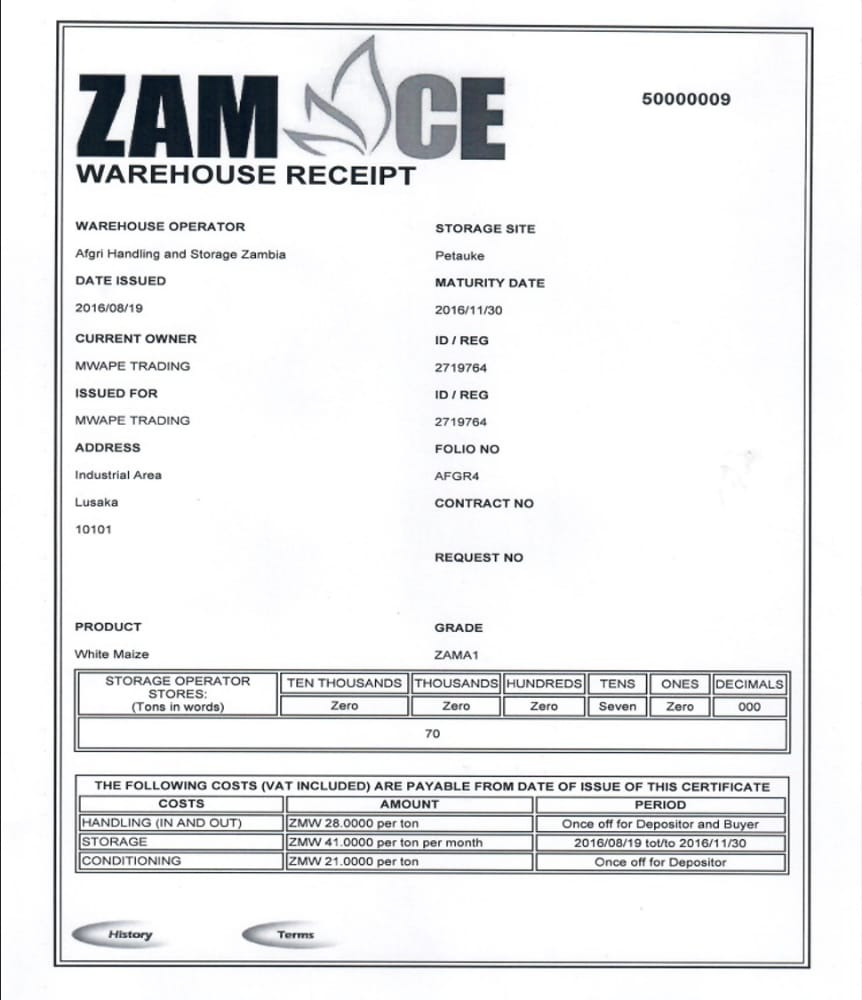 ZAM CE
50000009
WAREHOUSE RECEIPT
WAREHOUSE OPERATOR
STORAGE SITE
Afgri Handling and Storage Zambia
Petauke
DATE ISSUED
MATURITY DATE
2016/08/19
2016/11/30
CURRENT OWNER
ID / REG
MWAPE TRADING
2719764
ISSUED FOR
ID / REG
MWAPE TRADING
2719764
ADDRESS
FOLIO NO
Industrial Area
AFGR4
Lusaka
CONTRACT NO
10101
REQUEST NO
PRODUCT
GRADE
White Maize
ZAMA1
STORAGE OPERATOR STORES: (Tons in words) TEN THOUSANDS THOUSANDS HUNDREDS TENS ONES DECIMALS
Zero Zero Zero Seven Zero 000
70
THE FOLLOWING COSTS (VAT INCLUDED) ARE PAYABLE FROM DATE OF ISSUE OF THIS CERTIFICATE
COSTS AMOUNT PERIOD
HANDLING (IN AND OUT) ZMW 28.0000 per ton Once off for Depositor and Buyer
STORAGE ZMW 41.0000 per ton per month 2016/08/19 tot/to 2016/11/30
CONDITIONING ZMW 21.0000 per ton Once off for Depositor
History Terms